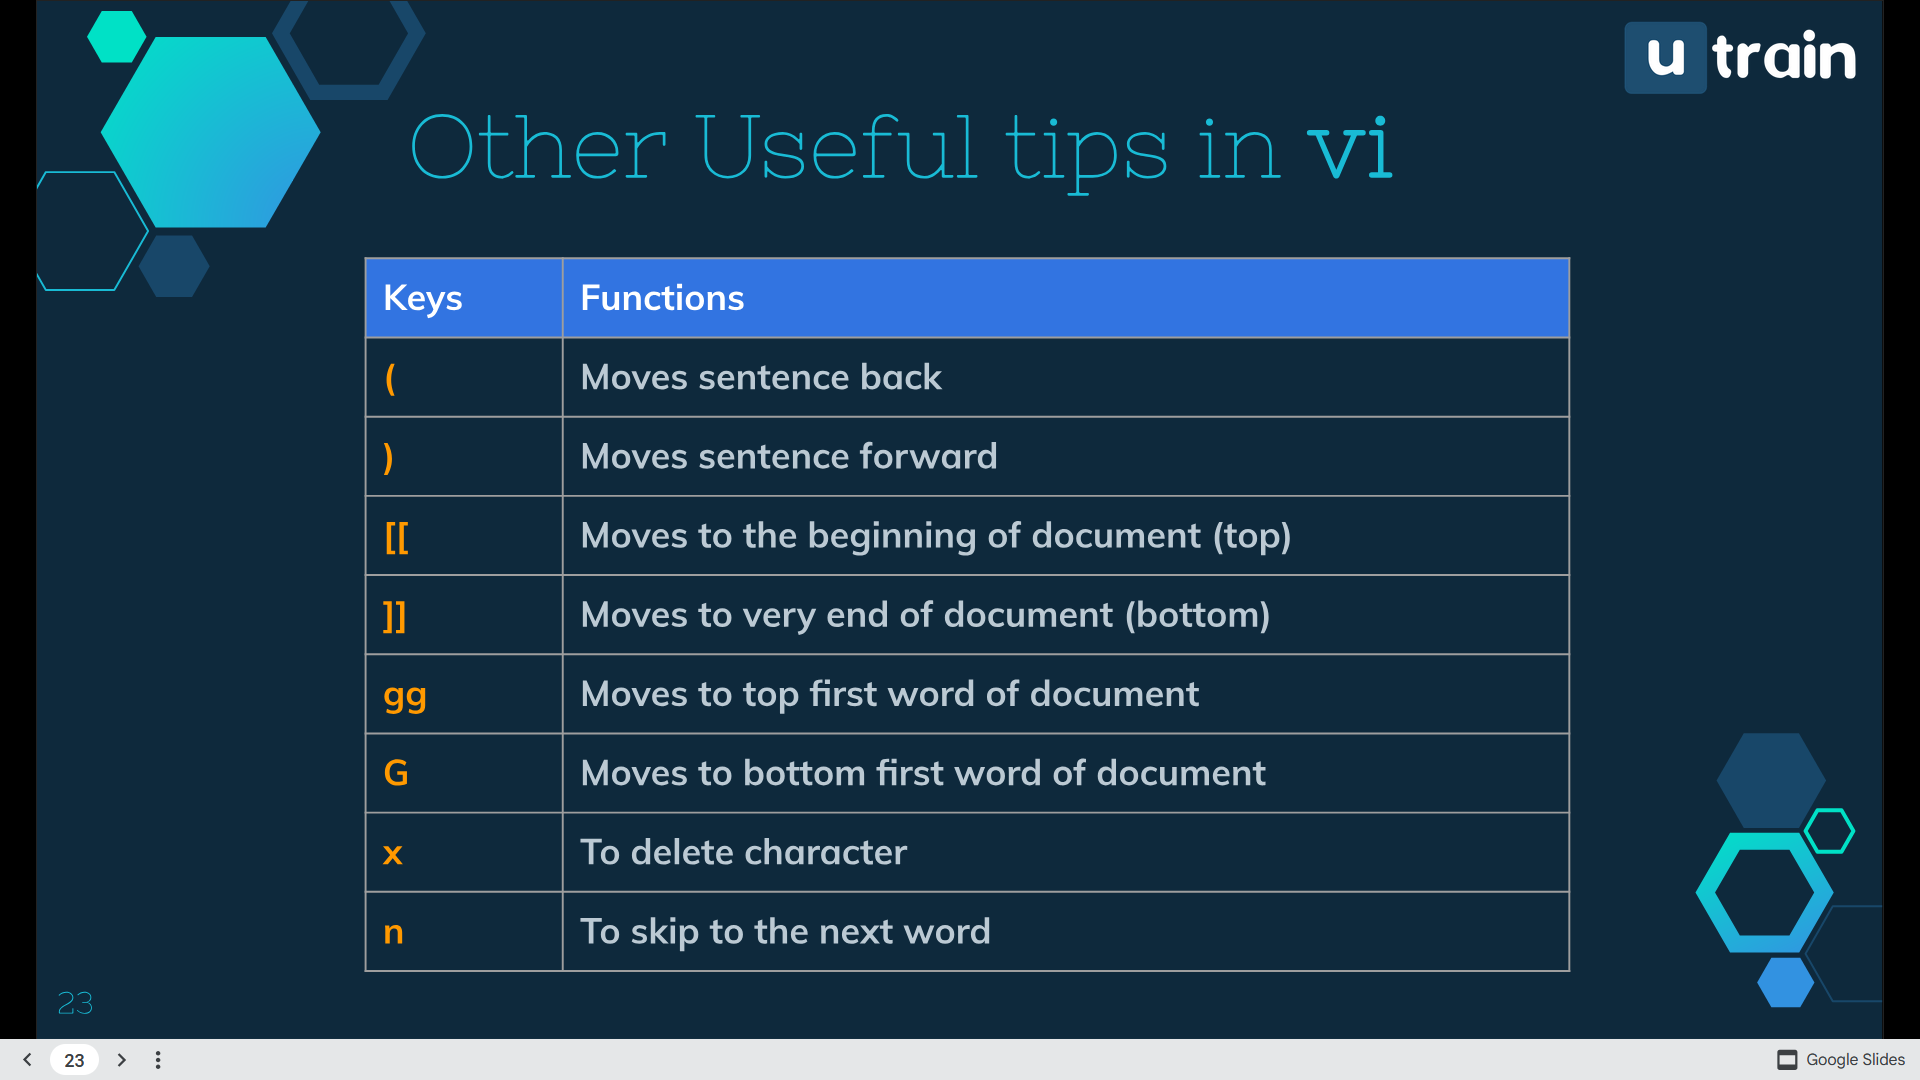 u train
Other Useful tips in vi
Keys Functions
( Moves sentence back
) Moves sentence forward
[[ Moves to the beginning of document (top)
]] Moves to very end of document (bottom)
gg Moves to top first word of document
G Moves to bottom first word of document
x To delete character
n To skip to the next word
23
23 Google Slides